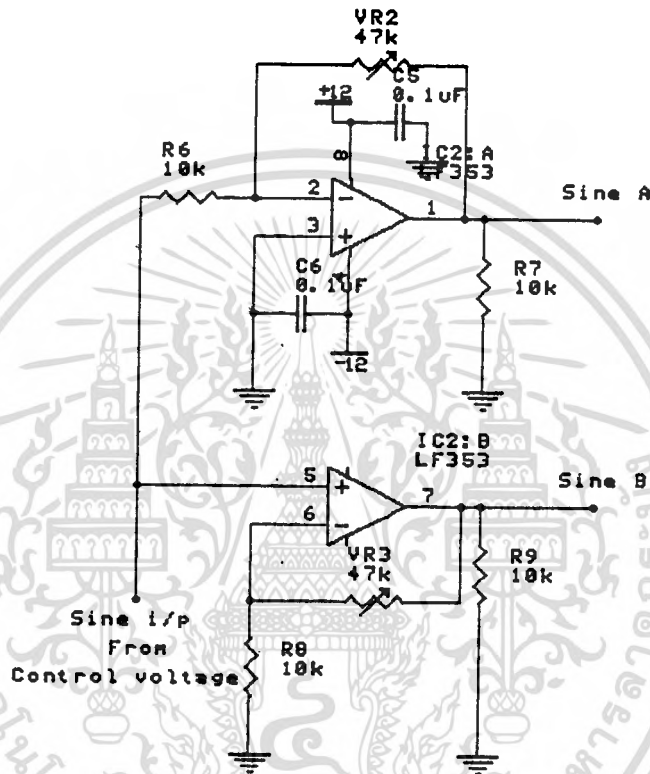 VR2
47k
C5
0.1uF
+12
8
IC2:A
LF353
R6
10k
2
-
1
Sine A
3
+
C6
0.1uF
4
R7
10k
-12
IC2:B
LF353
5
+
7
Sine B
6
-
VR3
47k
R9
10k
Sine i/p
From
Control voltage
R8
10k